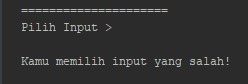 =====================
Pilih Input >
Kamu memilih input yang salah!